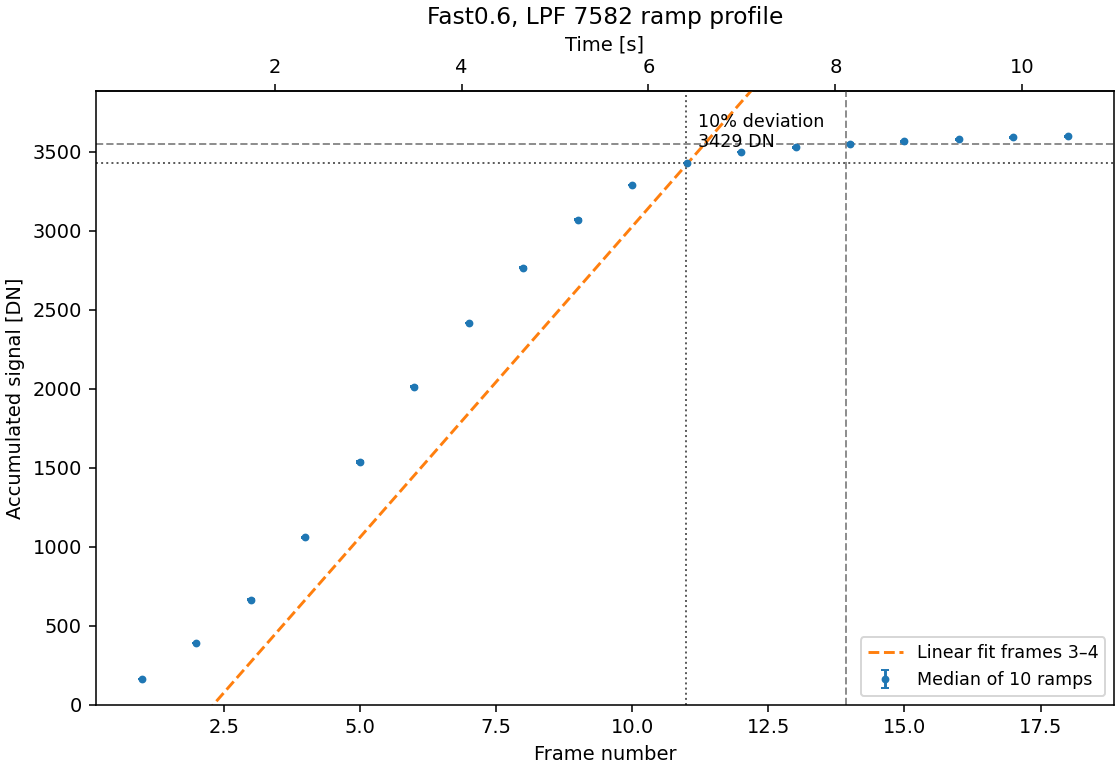 Fast0.6, LPF 7582 ramp profile
Time [s]
2 4 6 8 10
10% deviation
3429 DN
3500
3000
2500
2000
1500
1000
500
0
Accumulated signal [DN]
Linear fit frames 3–4
Median of 10 ramps
2.5 5.0 7.5 10.0 12.5 15.0 17.5
Frame number